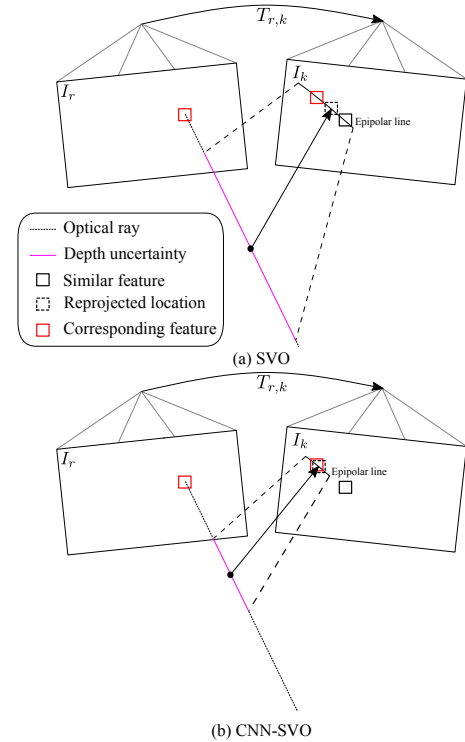 T_{r,k}
I_r
I_k
Epipolar line
Optical ray
Depth uncertainty
Similar feature
Reprojected location
Corresponding feature
(a) SVO
T_{r,k}
I_r
I_k
Epipolar line
(b) CNN-SVO